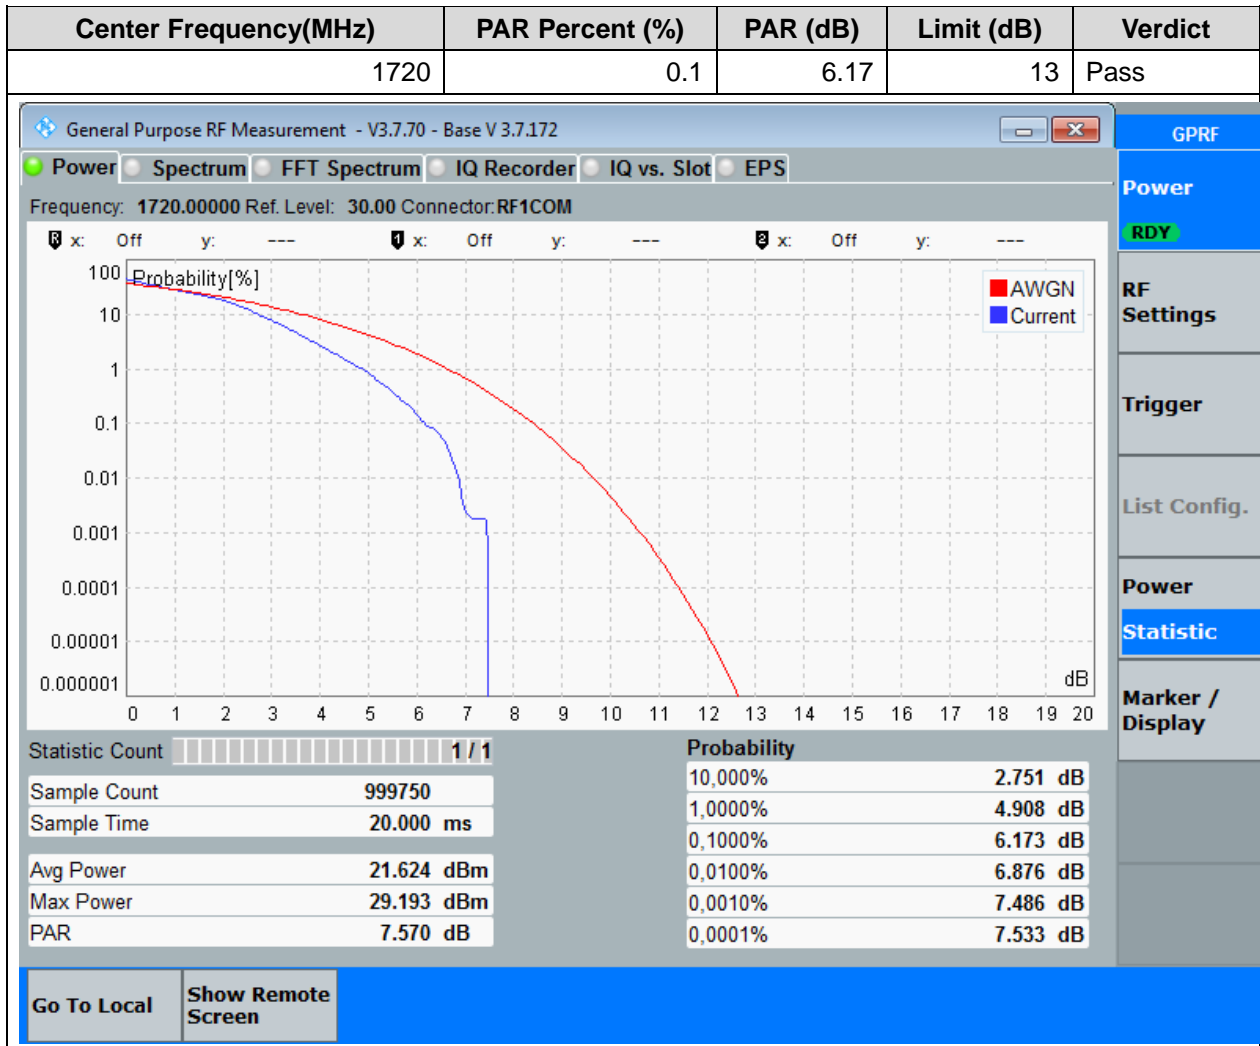 Center Frequency(MHz) PAR Percent (%) PAR (dB) Limit (dB) Verdict
1720 0.1 6.17 13 Pass
General Purpose RF Measurement - V3.7.70 - Base V 3.7.172
GPRF
Power Spectrum FFT Spectrum IQ Recorder IQ vs. Slot EPS
Power
RDY
Frequency: 1720.00000 Ref. Level: 30.00 Connector: RF1COM
R x: Off y: --- 1 x: Off y: --- 2 x: Off y: ---
Probability[%]
AWGN
Current
100
10
1
0.1
0.01
0.001
0.0001
0.00001
0.000001
dB
0 1 2 3 4 5 6 7 8 9 10 11 12 13 14 15 16 17 18 19 20
RF
Settings
Trigger
List Config.
Power
Statistic
Marker /
Display
Statistic Count 1 / 1
Sample Count 999750
Sample Time 20.000 ms
Avg Power 21.624 dBm
Max Power 29.193 dBm
PAR 7.570 dB
Probability
10,000% 2.751 dB
1,0000% 4.908 dB
0,1000% 6.173 dB
0,0100% 6.876 dB
0,0010% 7.486 dB
0,0001% 7.533 dB
Go To Local
Show Remote
Screen